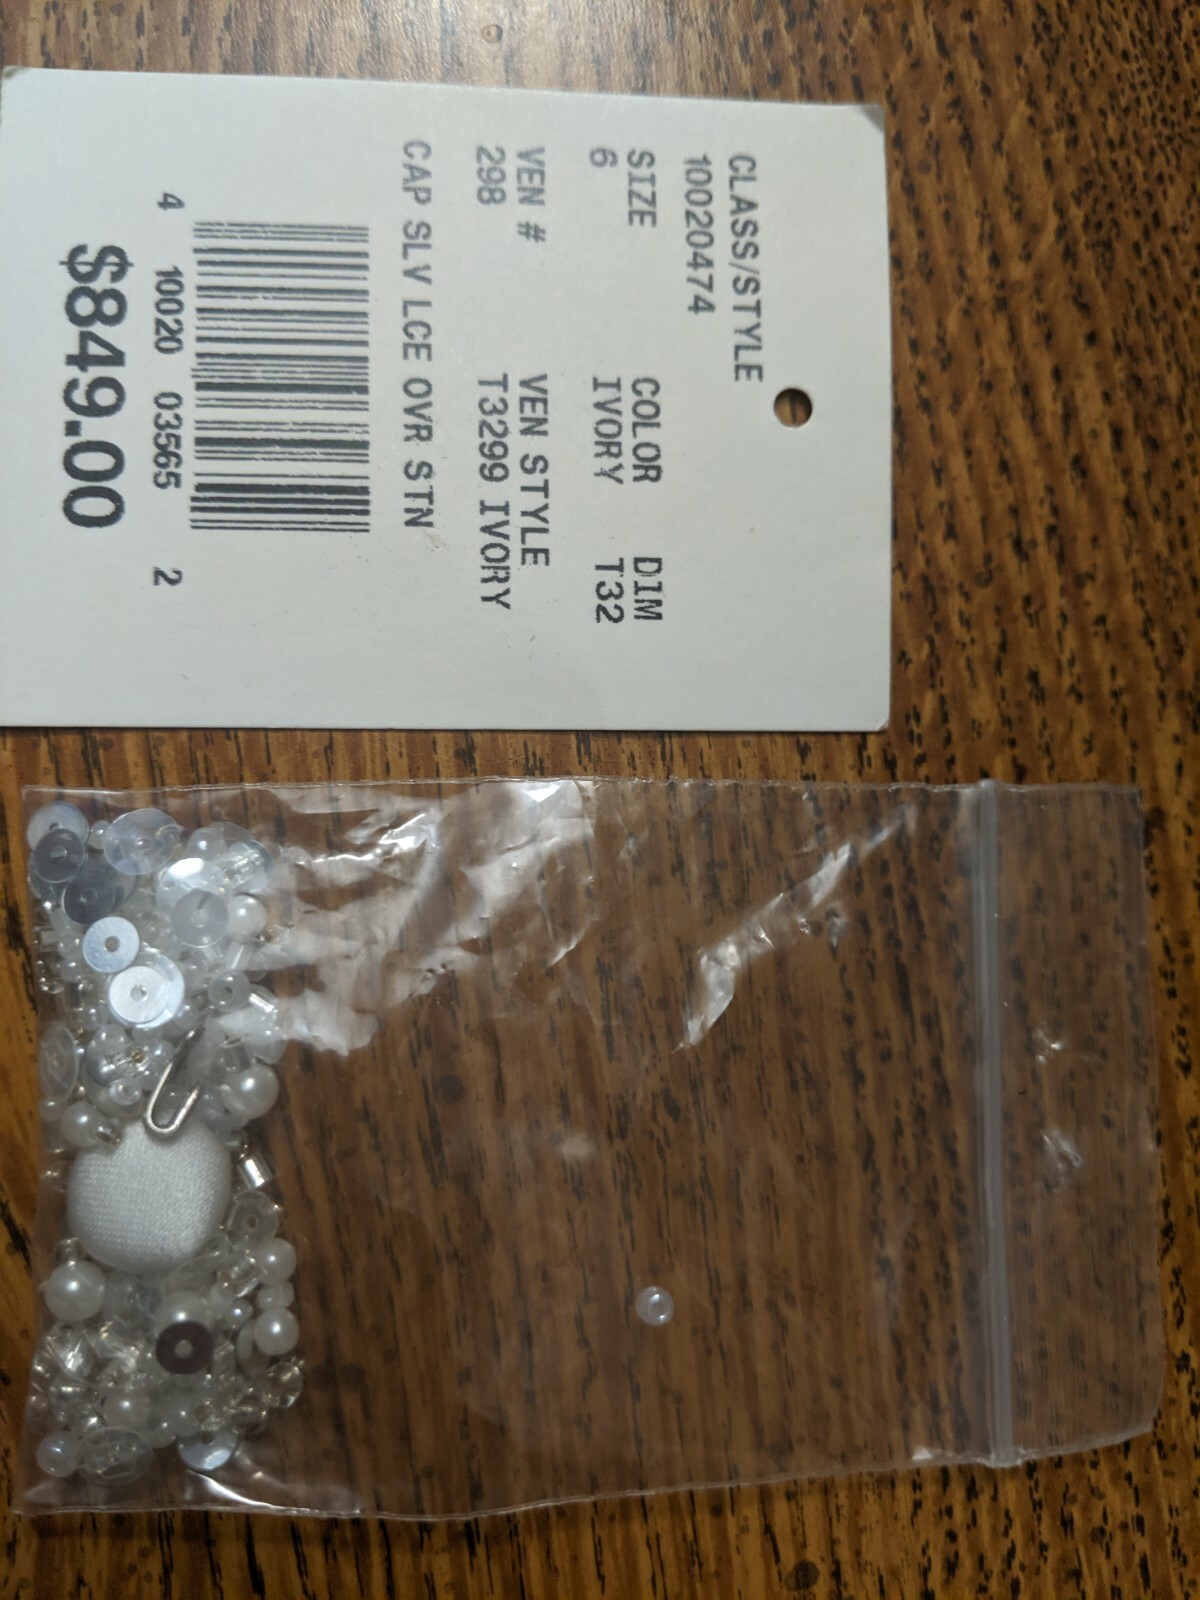 CLASS/STYLE
10020474
SIZE COLOR DIM
6 IVORY T32
VEN # VEN STYLE
298 T3299 IVORY
CAP SLV LCE OVR STN
4 10020 03565 2
$849.00